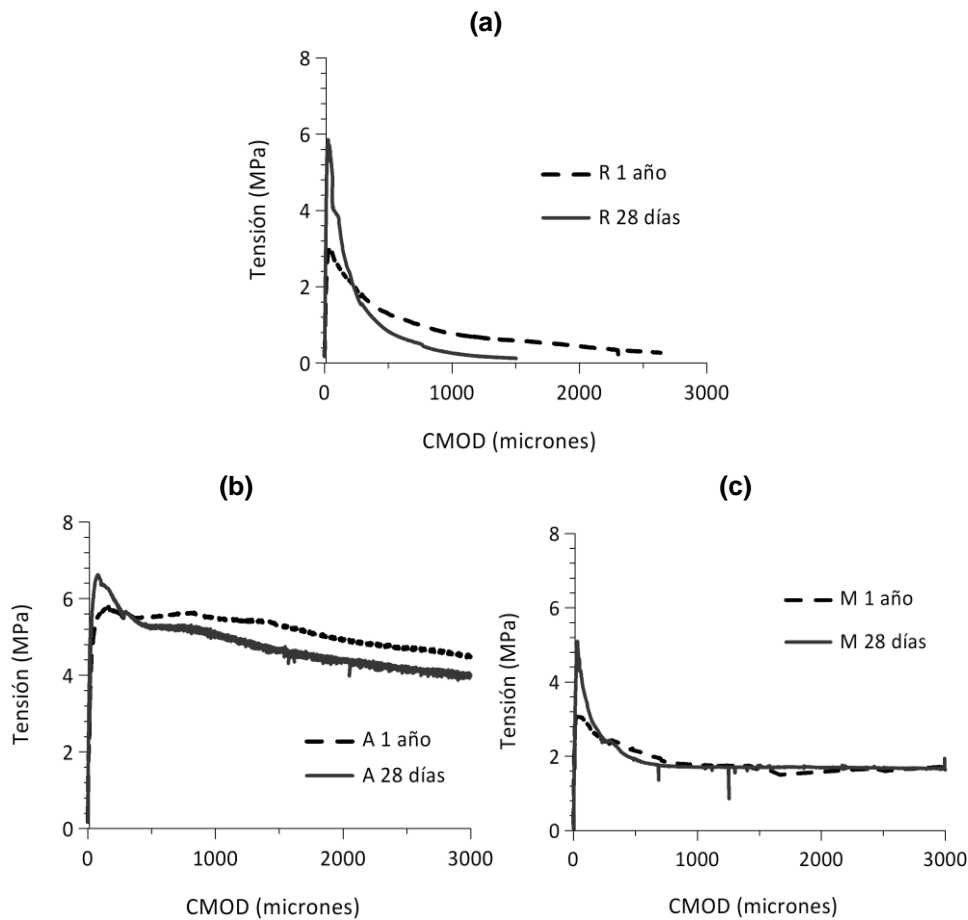 (a)
8
6
4
2
0
Tensión (MPa)
R 1 año
R 28 días
0 1000 2000 3000
CMOD (micrones)
(b)
8
6
4
2
0
Tensión (MPa)
A 1 año
A 28 días
0 1000 2000 3000
CMOD (micrones)
(c)
8
6
4
2
0
Tensión (MPa)
M 1 año
M 28 días
0 1000 2000 3000
CMOD (micrones)